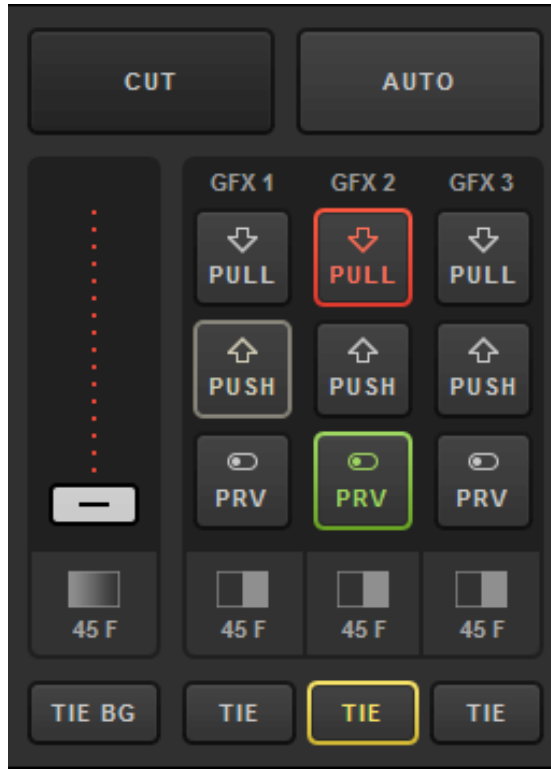 CUT AUTO
GFX 1 GFX 2 GFX 3
PULL PULL PULL
PUSH PUSH PUSH
PRV PRV PRV
45 F 45 F 45 F 45 F
TIE BG TIE TIE TIE